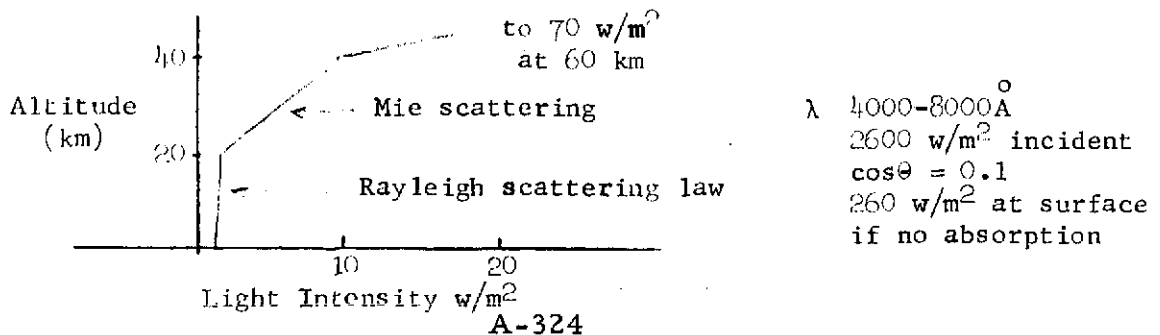 to 70 w/m²
at 60 km
40
Altitude
(km)
Mie scattering
20
Rayleigh scattering law
10 20
Light Intensity w/m²
A-324
λ 4000-8000Å
2600 w/m² incident
cosθ = 0.1
260 w/m² at surface
if no absorption